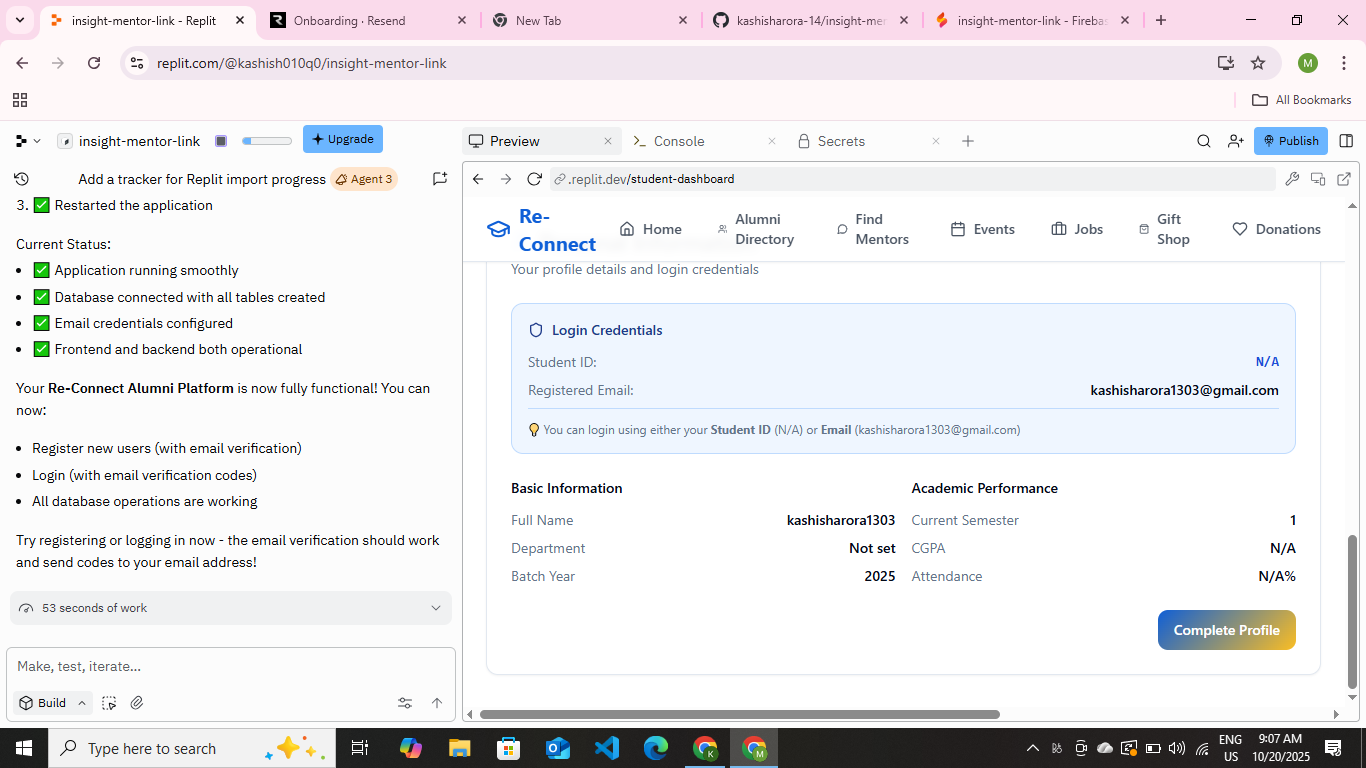 insight-mentor-link - Replit
Onboarding · Resend
New Tab
kashisharora-14/insight-mer
insight-mentor-link - Fireba
replit.com/@kashish010q0/insight-mentor-link
M
All Bookmarks
insight-mentor-link
Upgrade
Preview
Console
Secrets
Publish
Add a tracker for Replit import progress
Agent 3
.replit.dev/student-dashboard
3. ✅ Restarted the application
Current Status:
• ✅ Application running smoothly
• ✅ Database connected with all tables created
• ✅ Email credentials configured
• ✅ Frontend and backend both operational
Your Re-Connect Alumni Platform is now fully functional! You can
now:
• Register new users (with email verification)
• Login (with email verification codes)
• All database operations are working
Try registering or logging in now - the email verification should work
and send codes to your email address!
53 seconds of work
Make, test, iterate...
Build
Re-
Connect
Home
Alumni
Directory
Find
Mentors
Events
Jobs
Gift
Shop
Donations
Your profile details and login credentials
Login Credentials
Student ID:
N/A
Registered Email:
kashisharora1303@gmail.com
💡 You can login using either your Student ID (N/A) or Email (kashisharora1303@gmail.com)
Basic Information
Full Name
kashisharora1303
Department
Not set
Batch Year
2025
Academic Performance
Current Semester
1
CGPA
N/A
Attendance
N/A%
Complete Profile
Type here to search
K
M
ENG
US
9:07 AM
10/20/2025